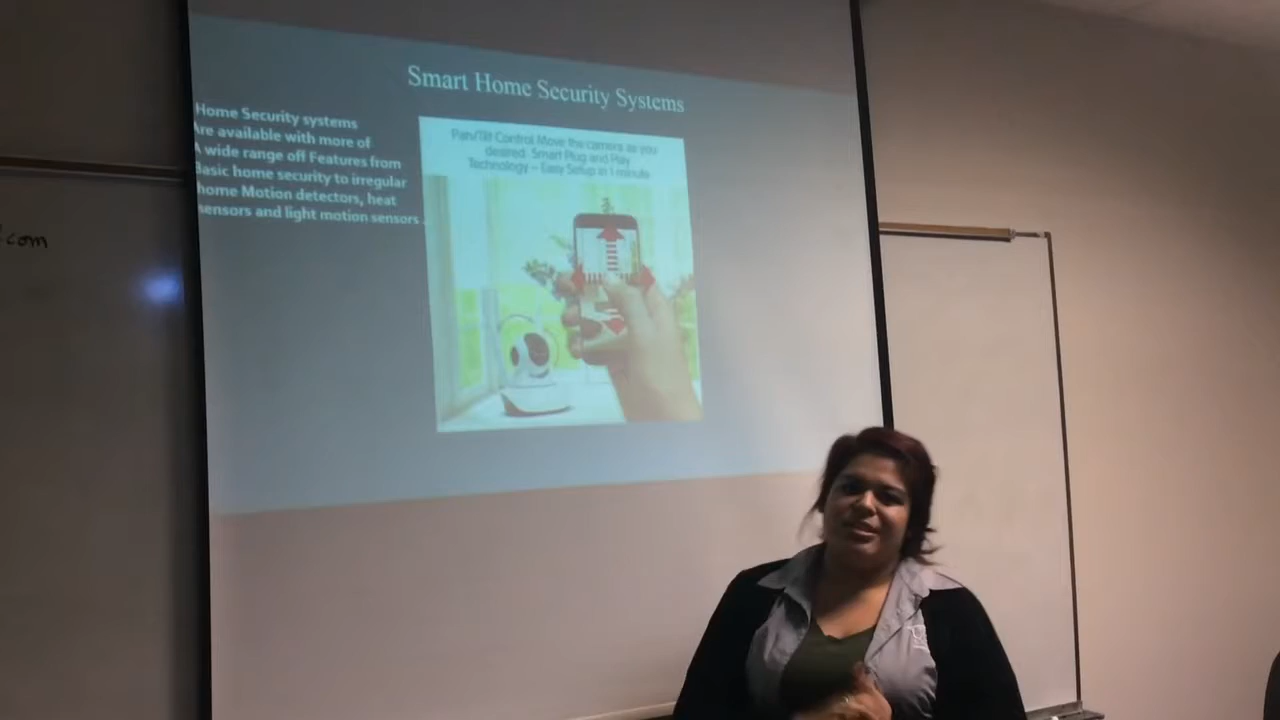 Smart Home Security Systems
Home Security systems
Are available with more of
A wide range off Features from
Basic home security to irregular
home Motion detectors, heat
sensors and light motion sensors .
Pan/Tilt Control Move the camera as you
desired. Smart Plug and Play
Technology – Easy Setup in 1 minute
com